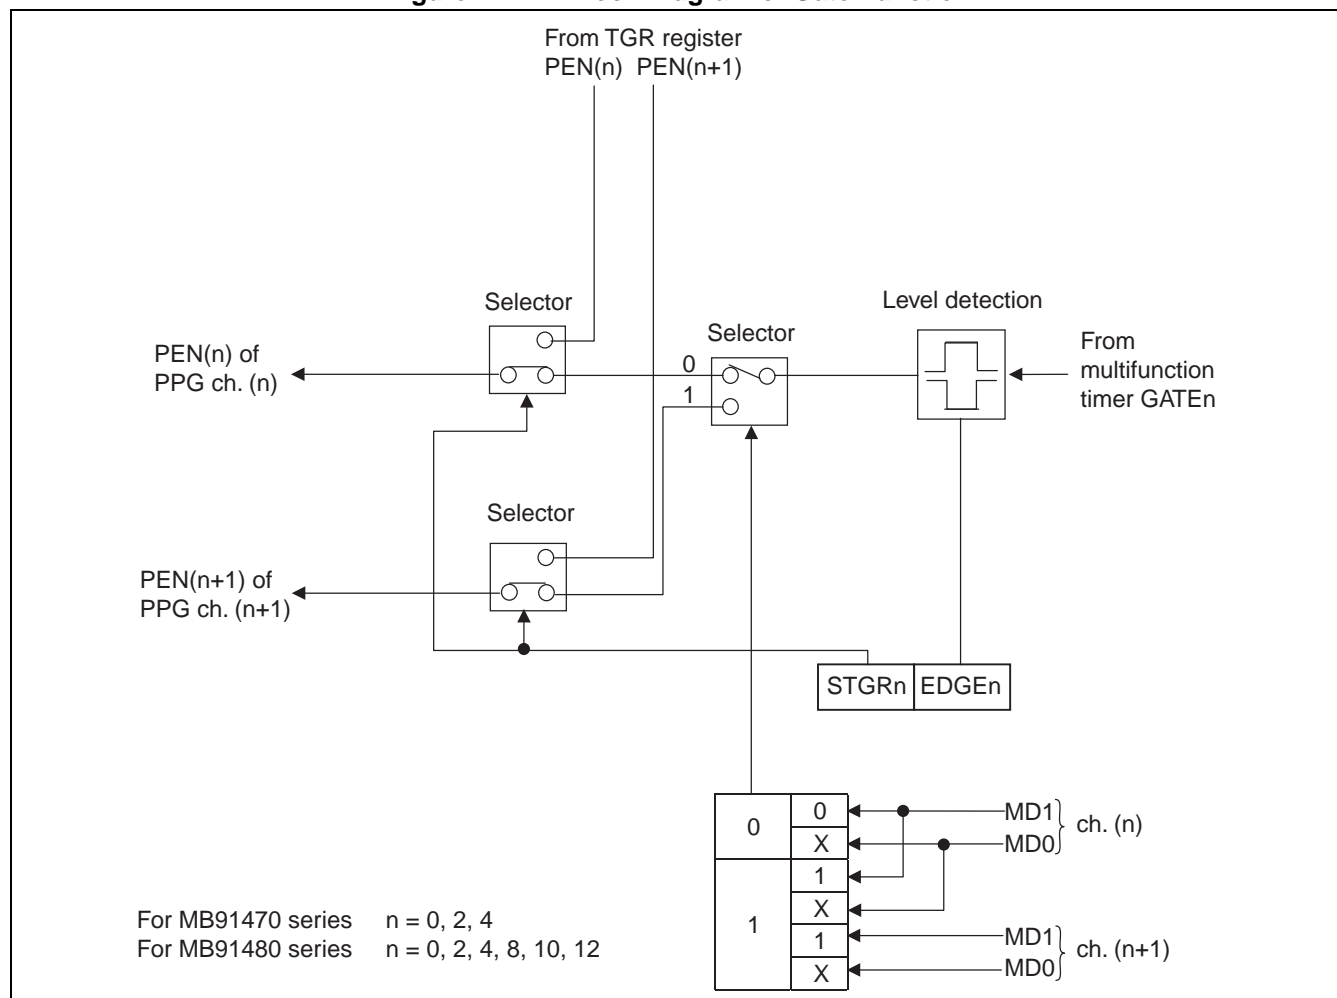 From TGR register
PEN(n) PEN(n+1)
Selector
Level detection
Selector
PEN(n) of
PPG ch. (n)
0
1
From
multifunction
timer GATEn
Selector
PEN(n+1) of
PPG ch. (n+1)
STGRn EDGEn
0
0
X
MD1
MD0
ch. (n)
1
1
X
1
X
MD1
MD0
ch. (n+1)
For MB91470 series n = 0, 2, 4
For MB91480 series n = 0, 2, 4, 8, 10, 12